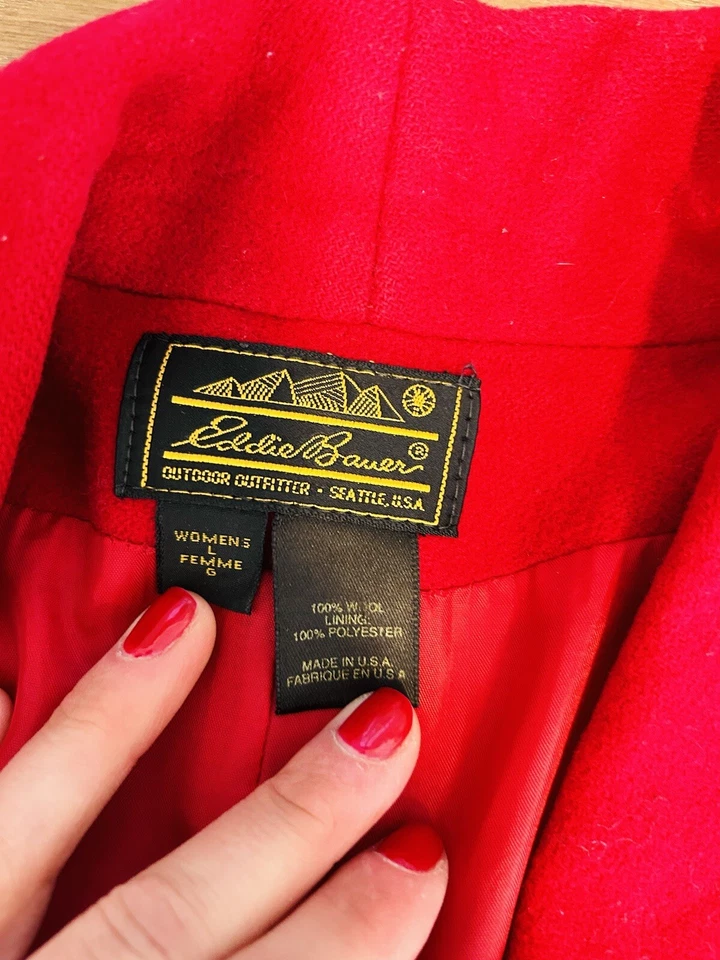 Eddie Bauer ®
OUTDOOR OUTFITTER • SEATTLE, U.S.A
WOMENS
L
FEMME
G
100% WOOL
LINING:
100% POLYESTER
MADE IN U.S.A.
FABRIQUE EN U.S.A